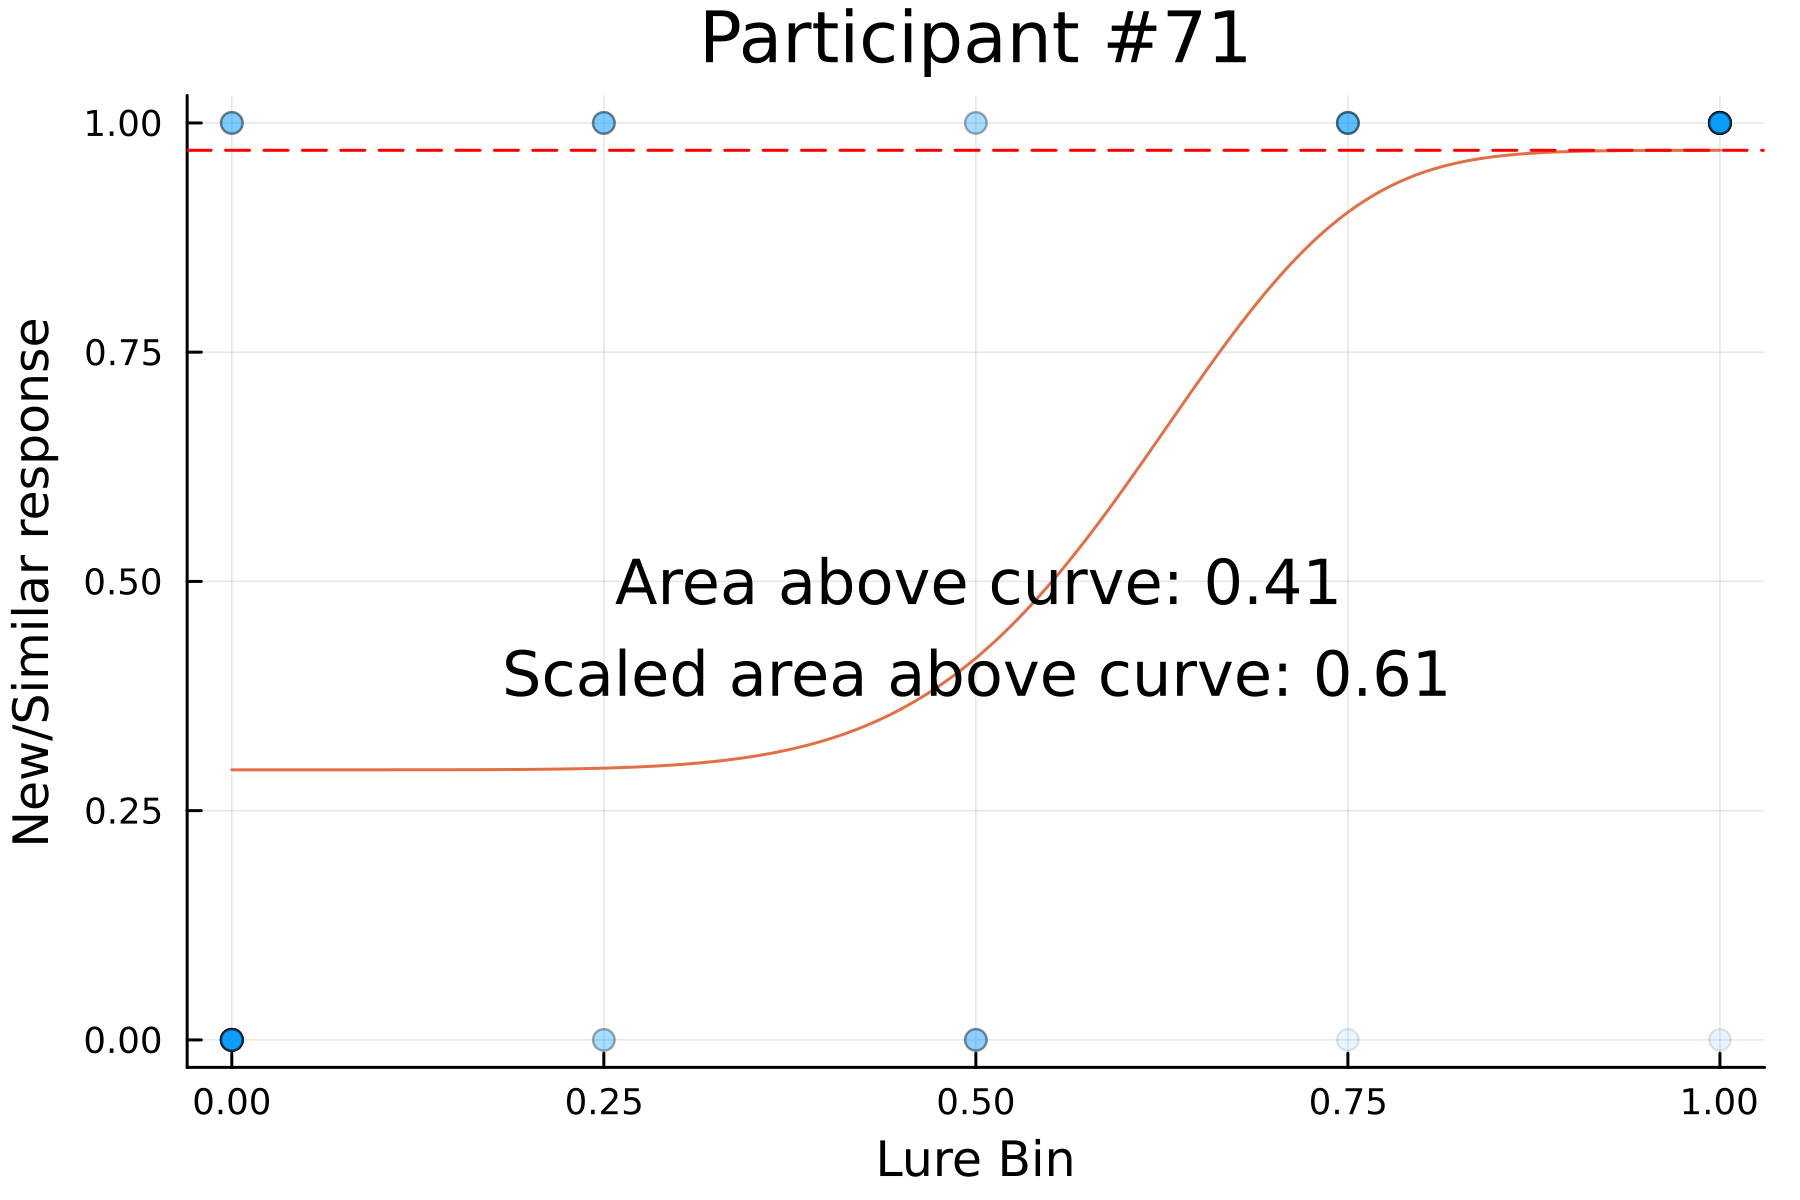 Participant #71
1.00
0.75
0.50
0.25
0.00
New/Similar response
Area above curve: 0.41
Scaled area above curve: 0.61
0.00 0.25 0.50 0.75 1.00
Lure Bin